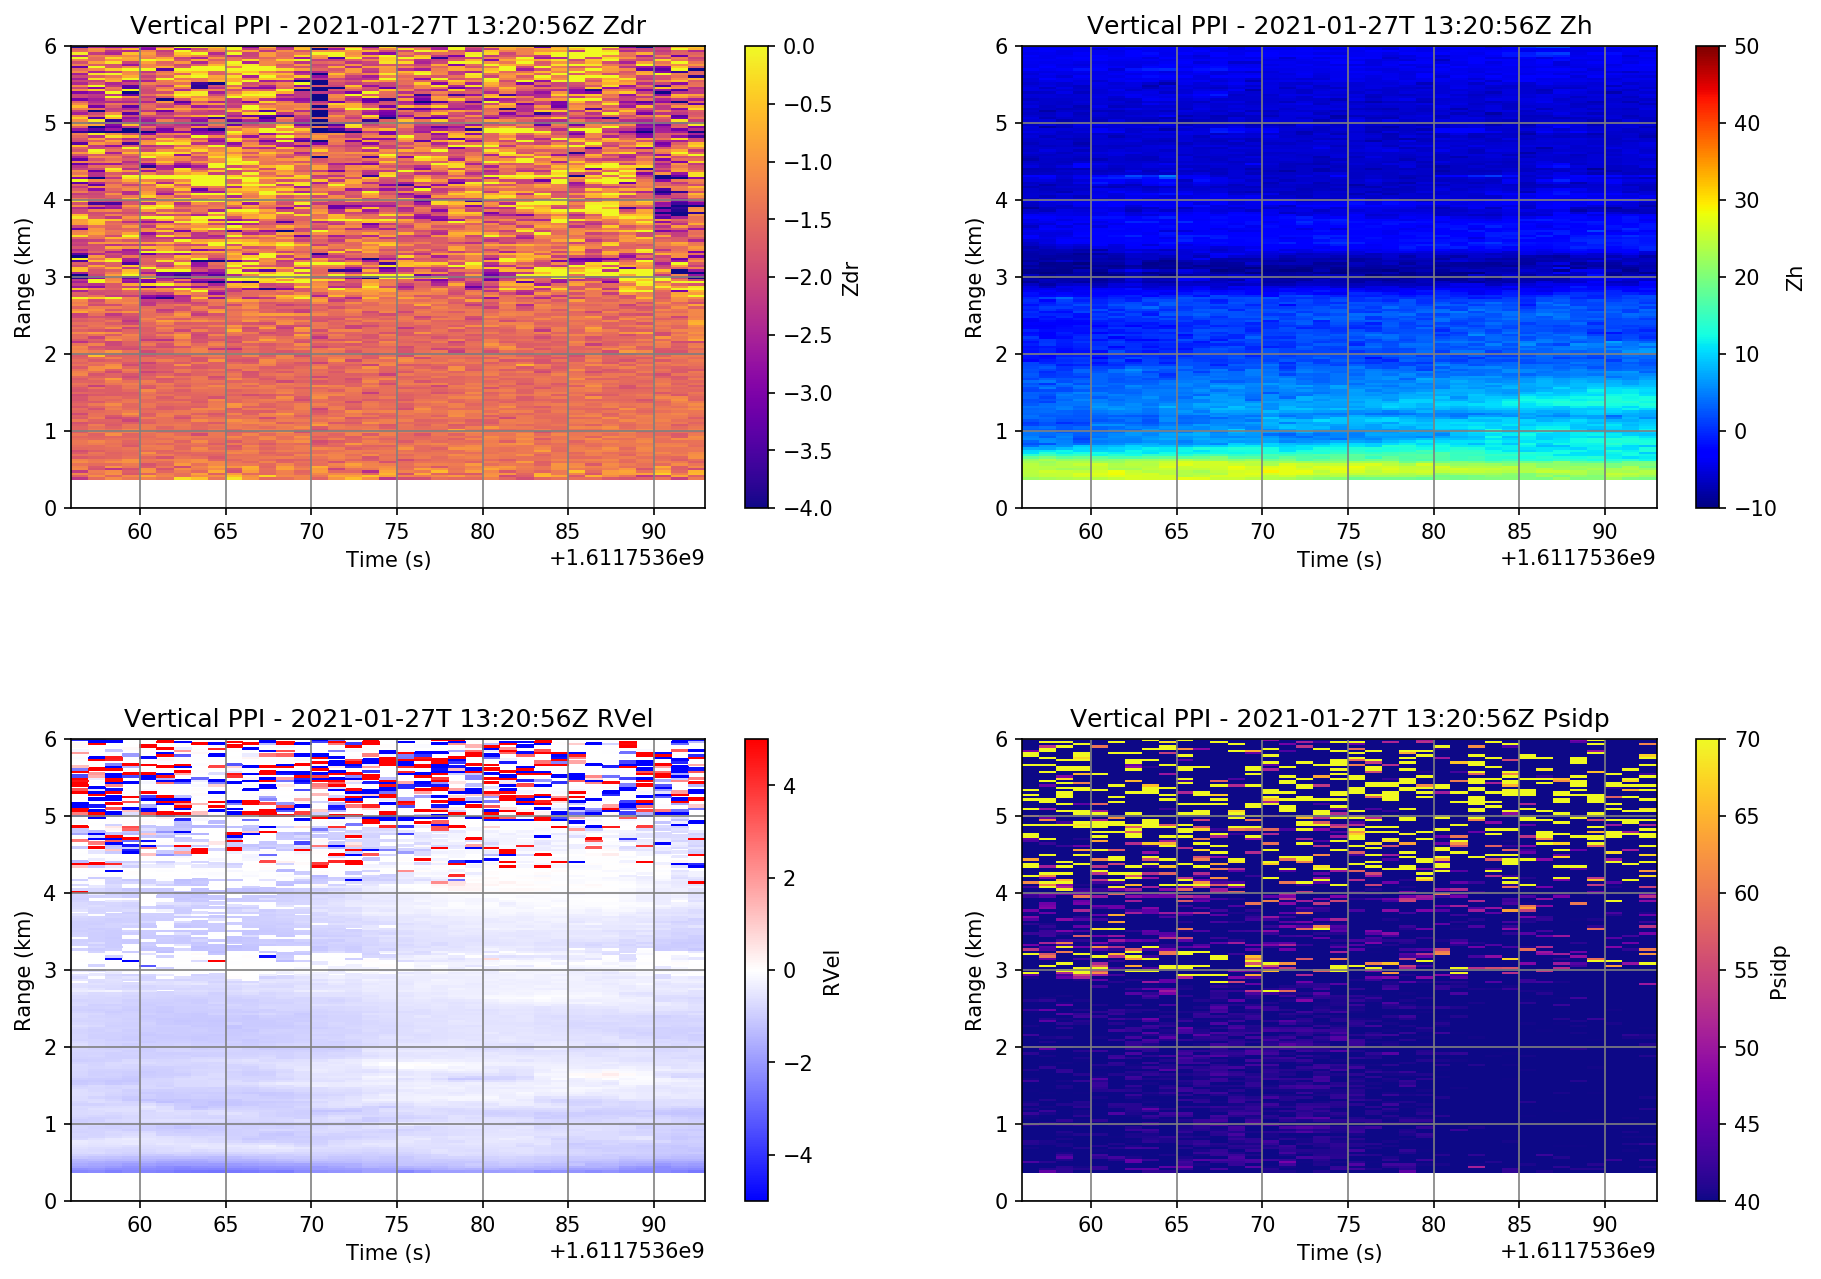 Vertical PPI - 2021-01-27T 13:20:56Z Zdr
6
5
4
3
2
1
0
Range (km)
60 65 70 75 80 85 90
Time (s)
+1.6117536e9
0.0
−0.5
−1.0
−1.5
−2.0
−2.5
−3.0
−3.5
−4.0
Zdr
Vertical PPI - 2021-01-27T 13:20:56Z Zh
6
5
4
3
2
1
0
Range (km)
60 65 70 75 80 85 90
Time (s)
+1.6117536e9
50
40
30
20
10
0
−10
Zh
Vertical PPI - 2021-01-27T 13:20:56Z RVel
6
5
4
3
2
1
0
Range (km)
60 65 70 75 80 85 90
Time (s)
+1.6117536e9
4
2
0
−2
−4
RVel
Vertical PPI - 2021-01-27T 13:20:56Z Psidp
6
5
4
3
2
1
0
Range (km)
60 65 70 75 80 85 90
Time (s)
+1.6117536e9
70
65
60
55
50
45
40
Psidp